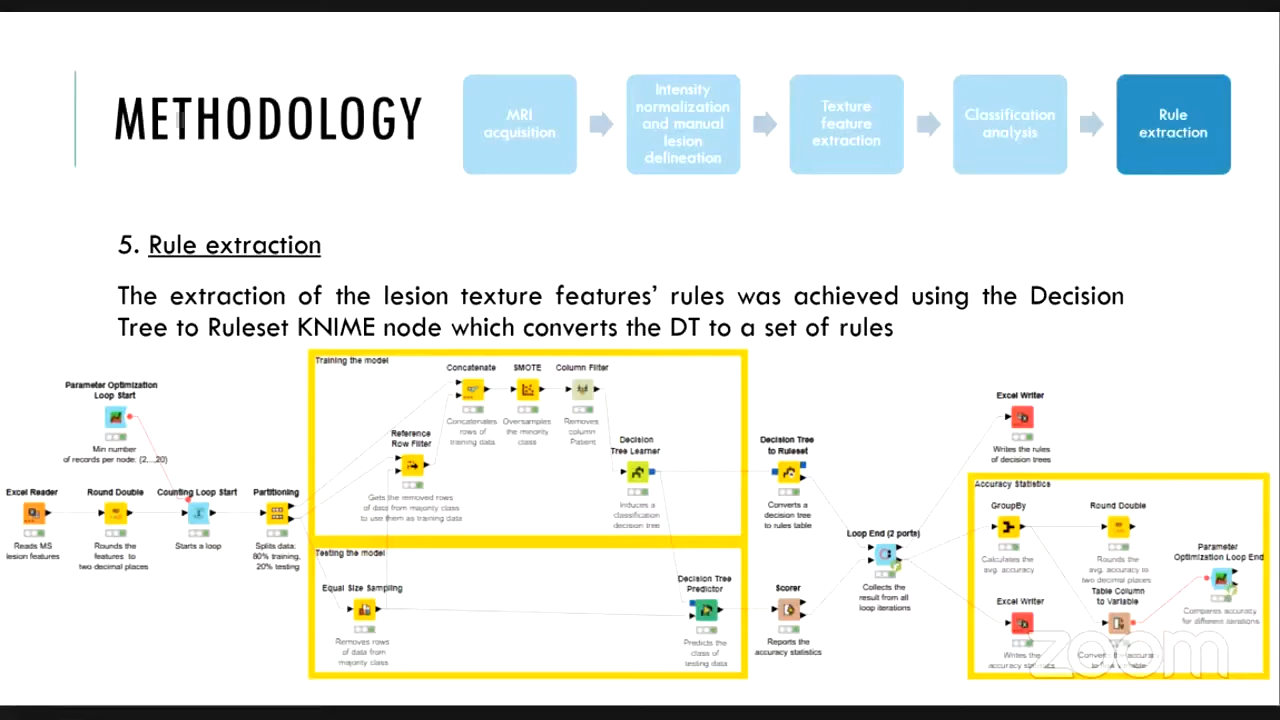 METHODOLOGY
MRI
acquisition
Intensity
normalization
and manual
lesion
delineation
Texture
feature
extraction
Classification
analysis
Rule
extraction
5. Rule extraction
The extraction of the lesion texture features' rules was achieved using the Decision
Tree to Ruleset KNIME node which converts the DT to a set of rules
Parameter Optimization
Loop Start
Min number
of records per node: (2,...20)
Excel Reader
Reads MS
lesion features
Round Double
Rounds the
features to
two decimal places
Counting Loop Start
Starts a loop
Partitioning
Splits data:
80% training,
20% testing
Training the model
Reference
Row Filter
Gets the removed rows
of data from majority class
to use them as training data
Concatenate
Concatenates
rows of
training data
SMOTE
Oversamples
the minority
class
Column Filter
Removes
column
Patient
Decision
Tree Learner
Induces a
classification
decision tree
Testing the model
Equal Size Sampling
Removes rows
of data from
majority class
Decision Tree
Predictor
Predicts the
class of
testing data
Decision Tree
to Ruleset
Converts a
decision tree
to rules table
Scorer
Reports the
accuracy statistics
Loop End (2 ports)
Collects the
result from all
loop iterations
Excel Writer
Writes the rules
of decision trees
Accuracy Statistics
GroupBy
Calculates the
avg. accuracy
Round Double
Rounds the
avg. accuracy to
two decimal places
Excel Writer
Writes the
accuracy statistics
Table Column
to Variable
Parameter
Optimization Loop End
Compares accuracy
for different iterations
zoom